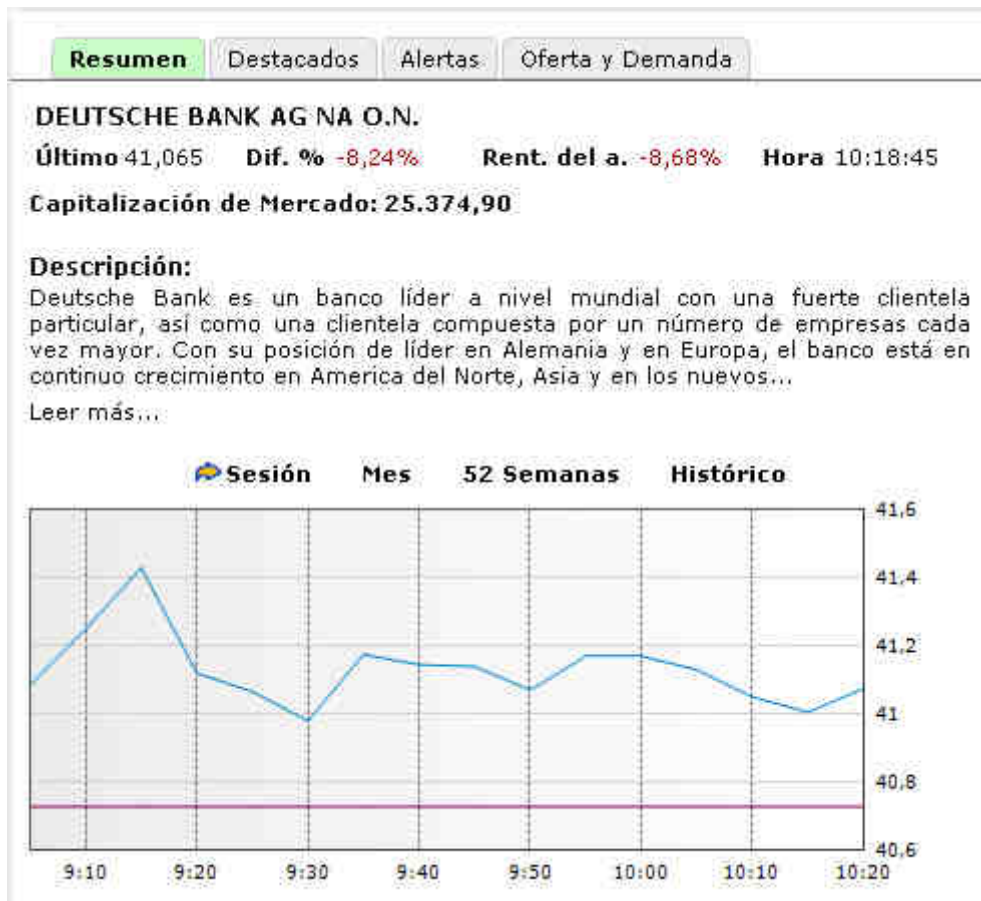 Resumen Destacados Alertas Oferta y Demanda
DEUTSCHE BANK AG NA O.N.
Último 41,065 Dif. % -8,24% Rent. del a. -8,68% Hora 10:18:45
Capitalización de Mercado: 25.374,90
Descripción:
Deutsche Bank es un banco líder a nivel mundial con una fuerte clientela
particular, así como una clientela compuesta por un número de empresas cada
vez mayor. Con su posición de líder en Alemania y en Europa, el banco está en
continuo crecimiento en America del Norte, Asia y en los nuevos...
Leer más...
Sesión Mes 52 Semanas Histórico
41,6
41,4
41,2
41
40,8
40,6
9:10 9:20 9:30 9:40 9:50 10:00 10:10 10:20